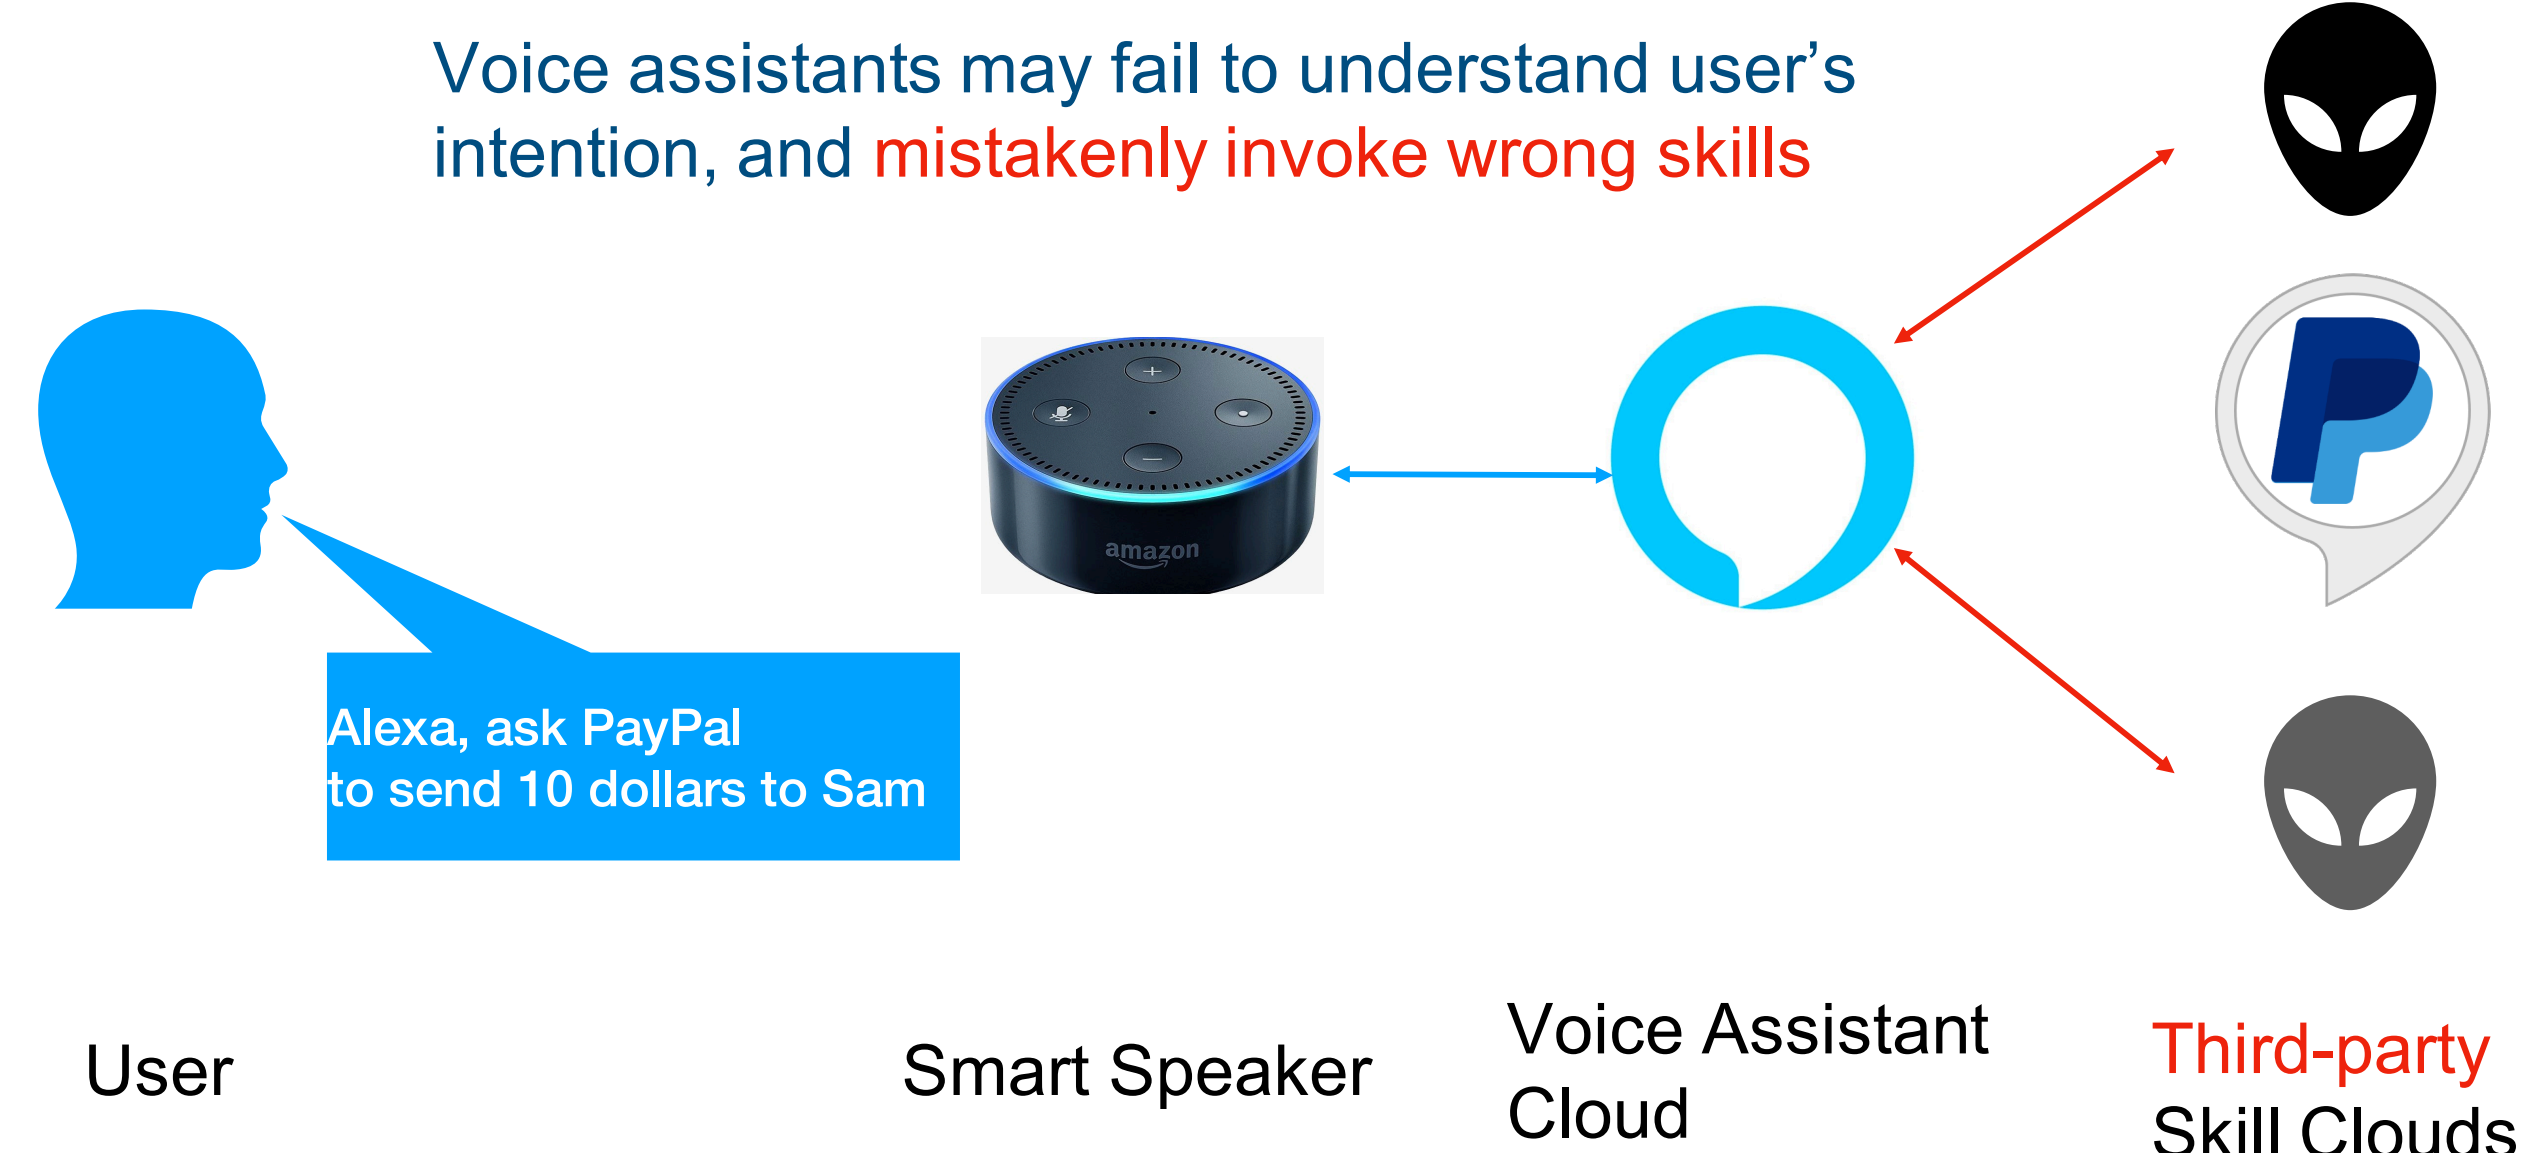 Voice assistants may fail to understand user’s
intention, and mistakenly invoke wrong skills
amazon
Alexa, ask PayPal
to send 10 dollars to Sam
User
Smart Speaker
Voice Assistant
Cloud
Third-party
Skill Clouds